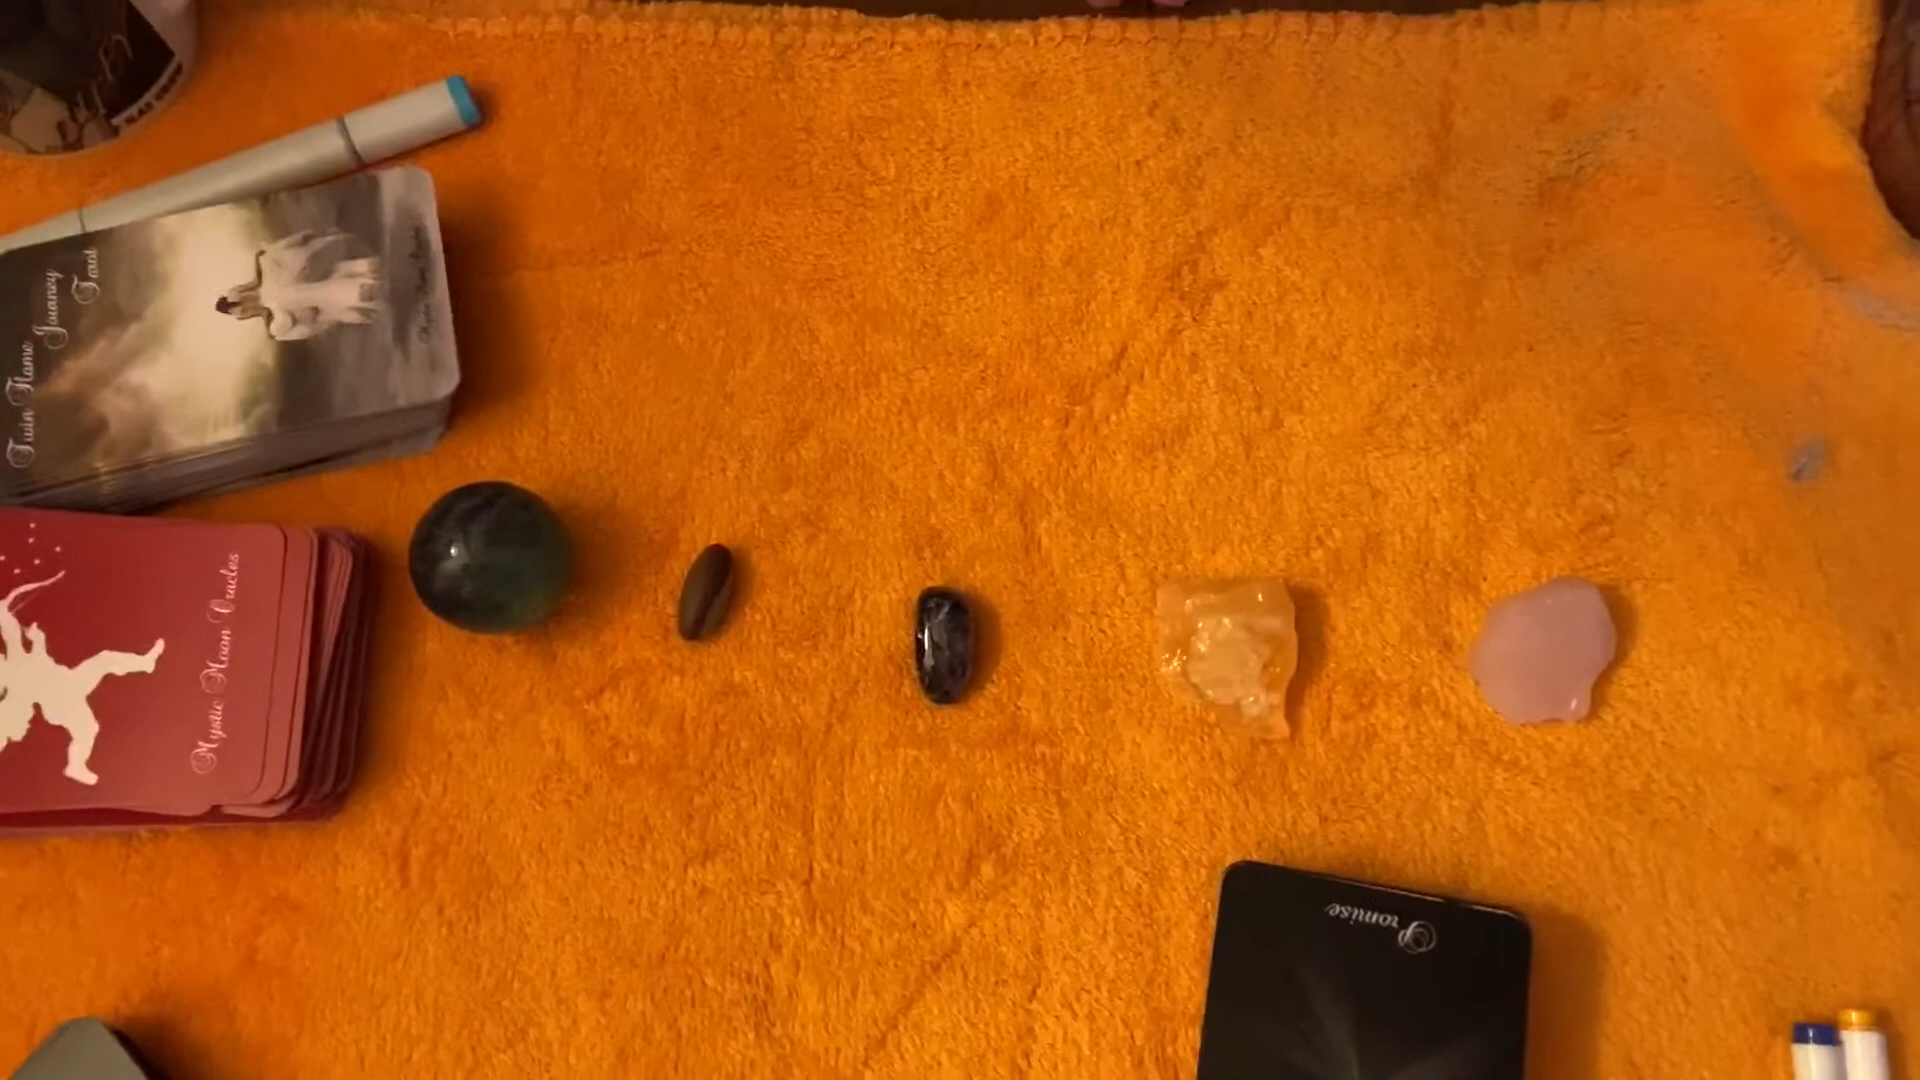 Twin Flame
Journey
Tarot
Mystic Moon Oracles
Promise